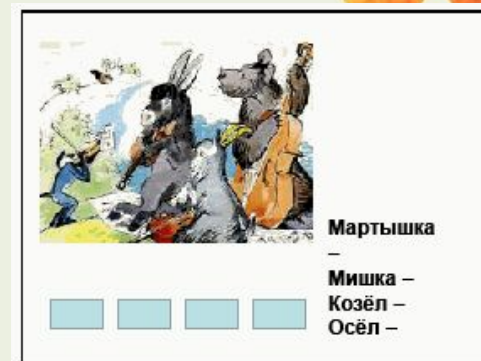 Мартышка
–
Мишка –
Козёл –
Осёл –